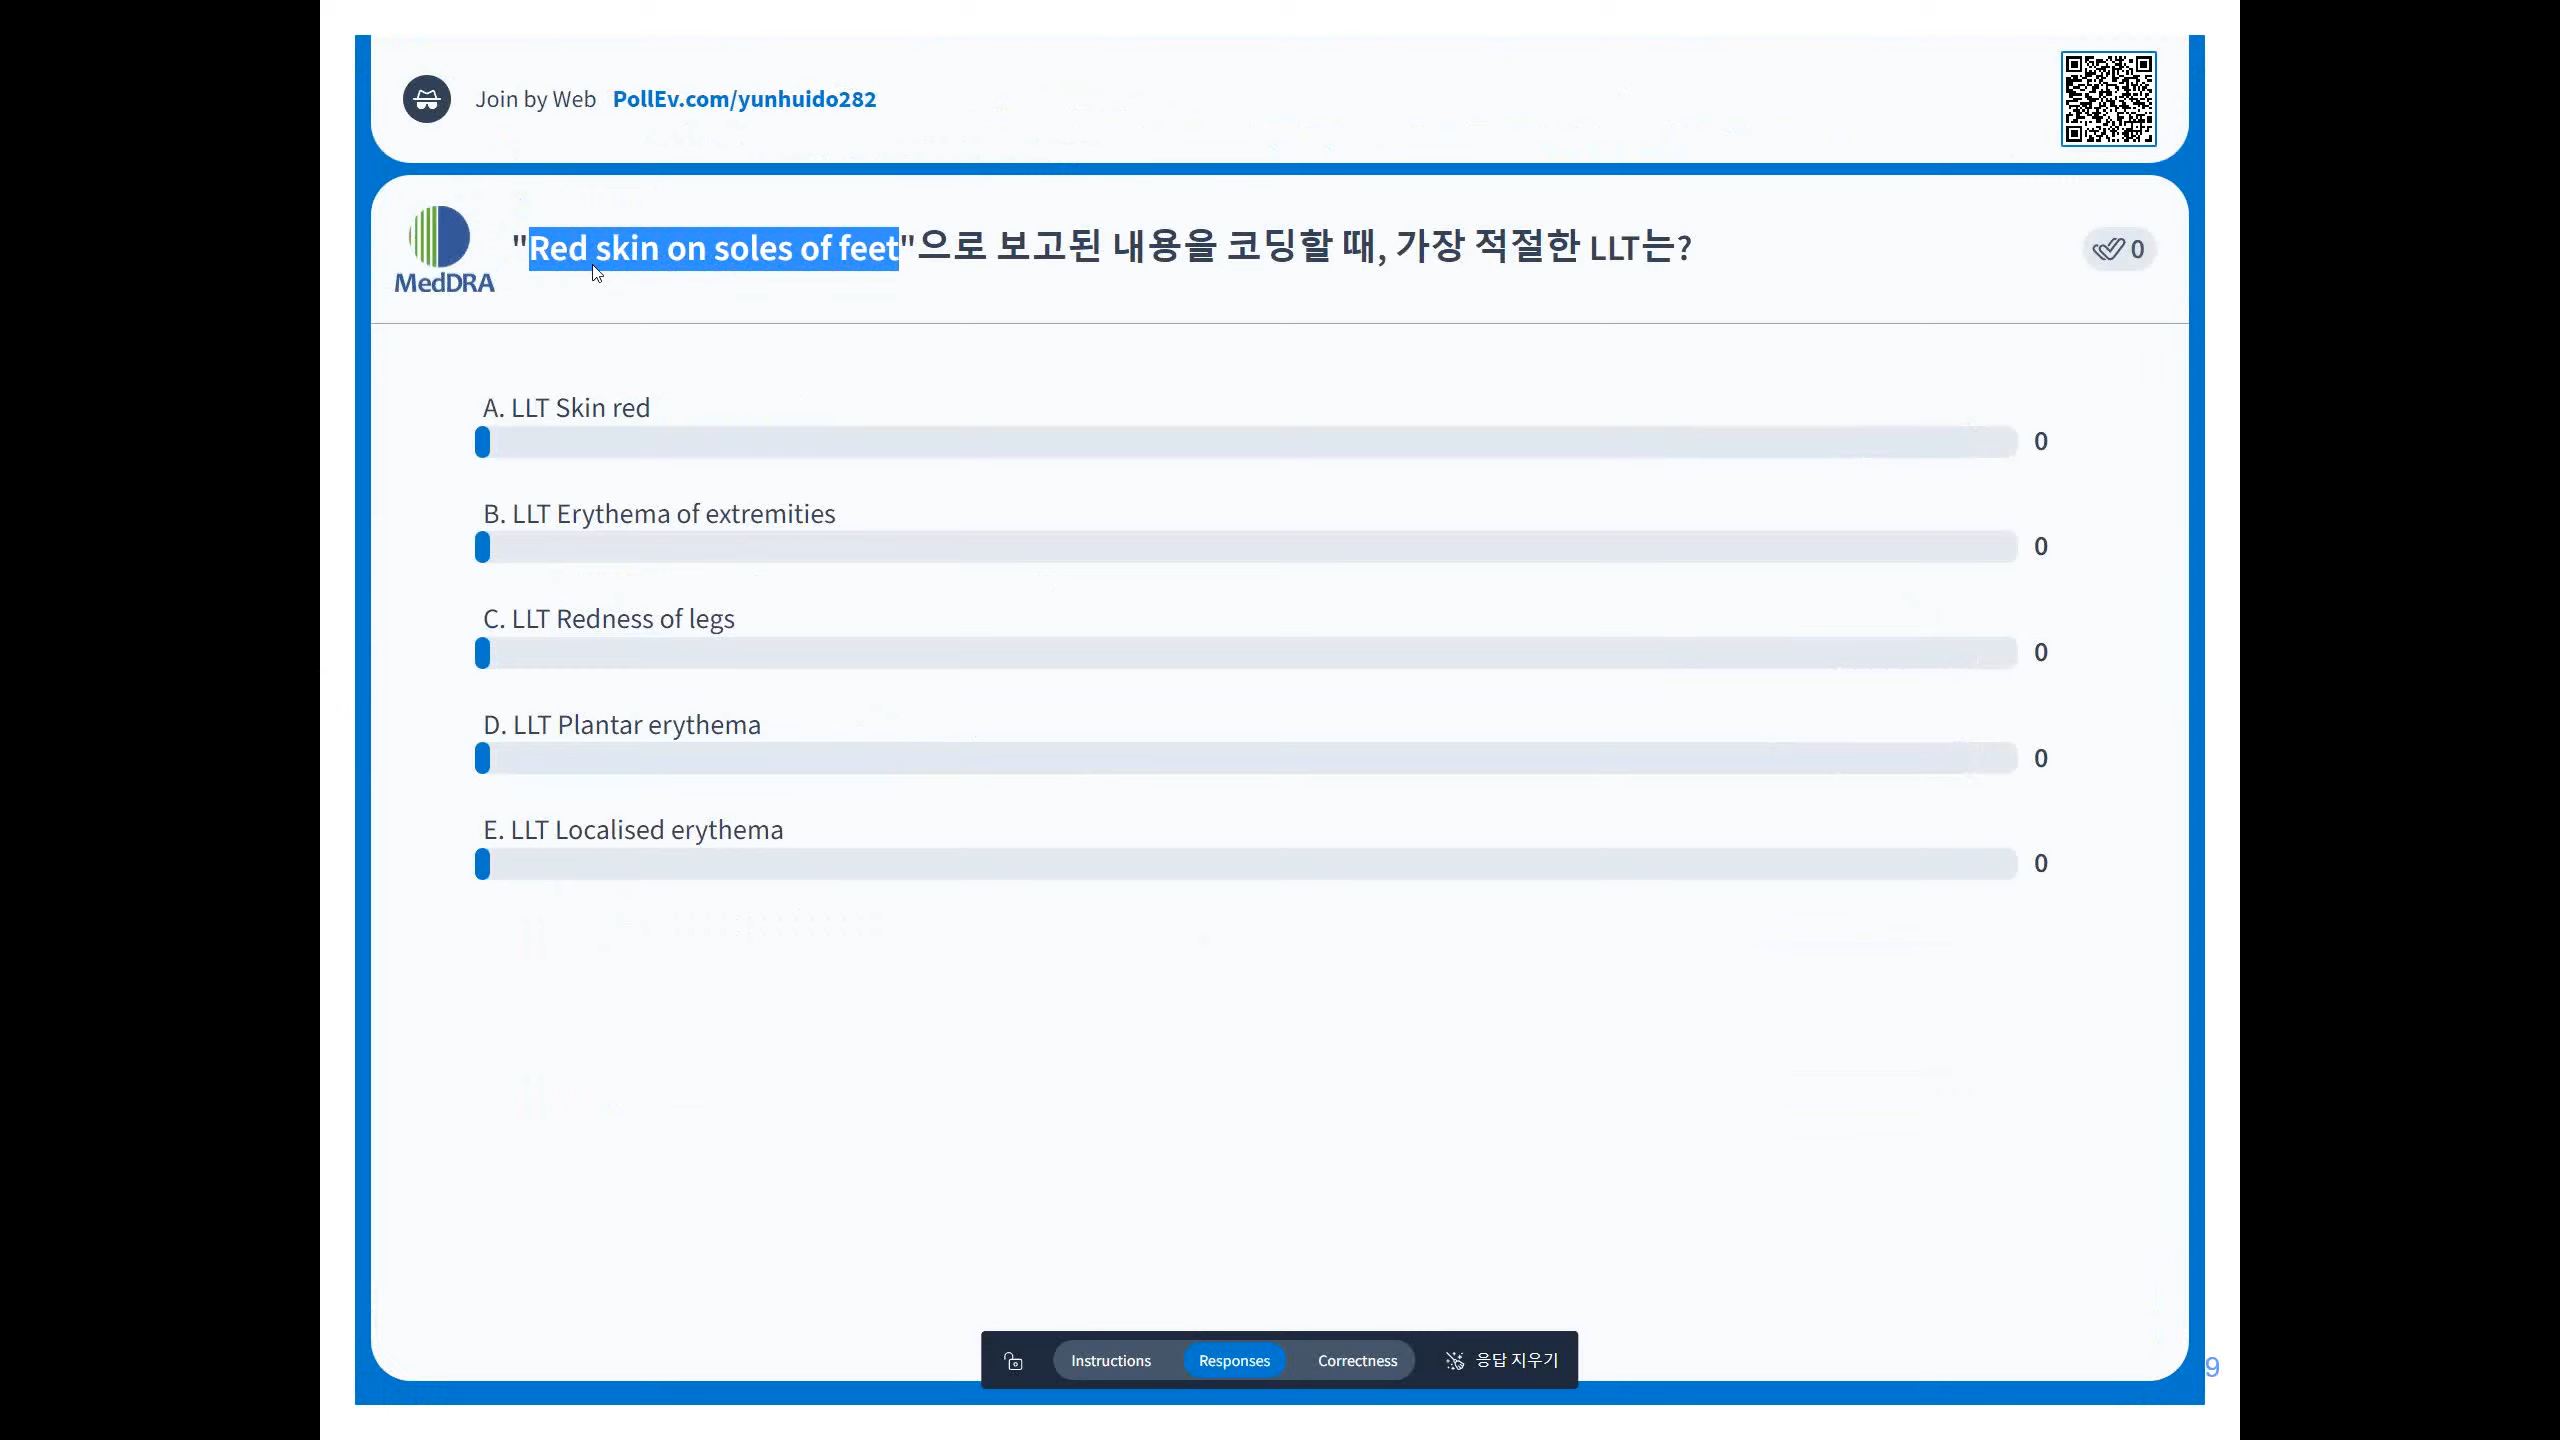 Join by Web PollEv.com/yunhuido282
MedDRA
"Red skin on soles of feet"으로 보고된 내용을 코딩할 때, 가장 적절한 LLT는?
0
A. LLT Skin red
0
B. LLT Erythema of extremities
0
C. LLT Redness of legs
0
D. LLT Plantar erythema
0
E. LLT Localised erythema
0
Instructions Responses Correctness 응답 지우기
9